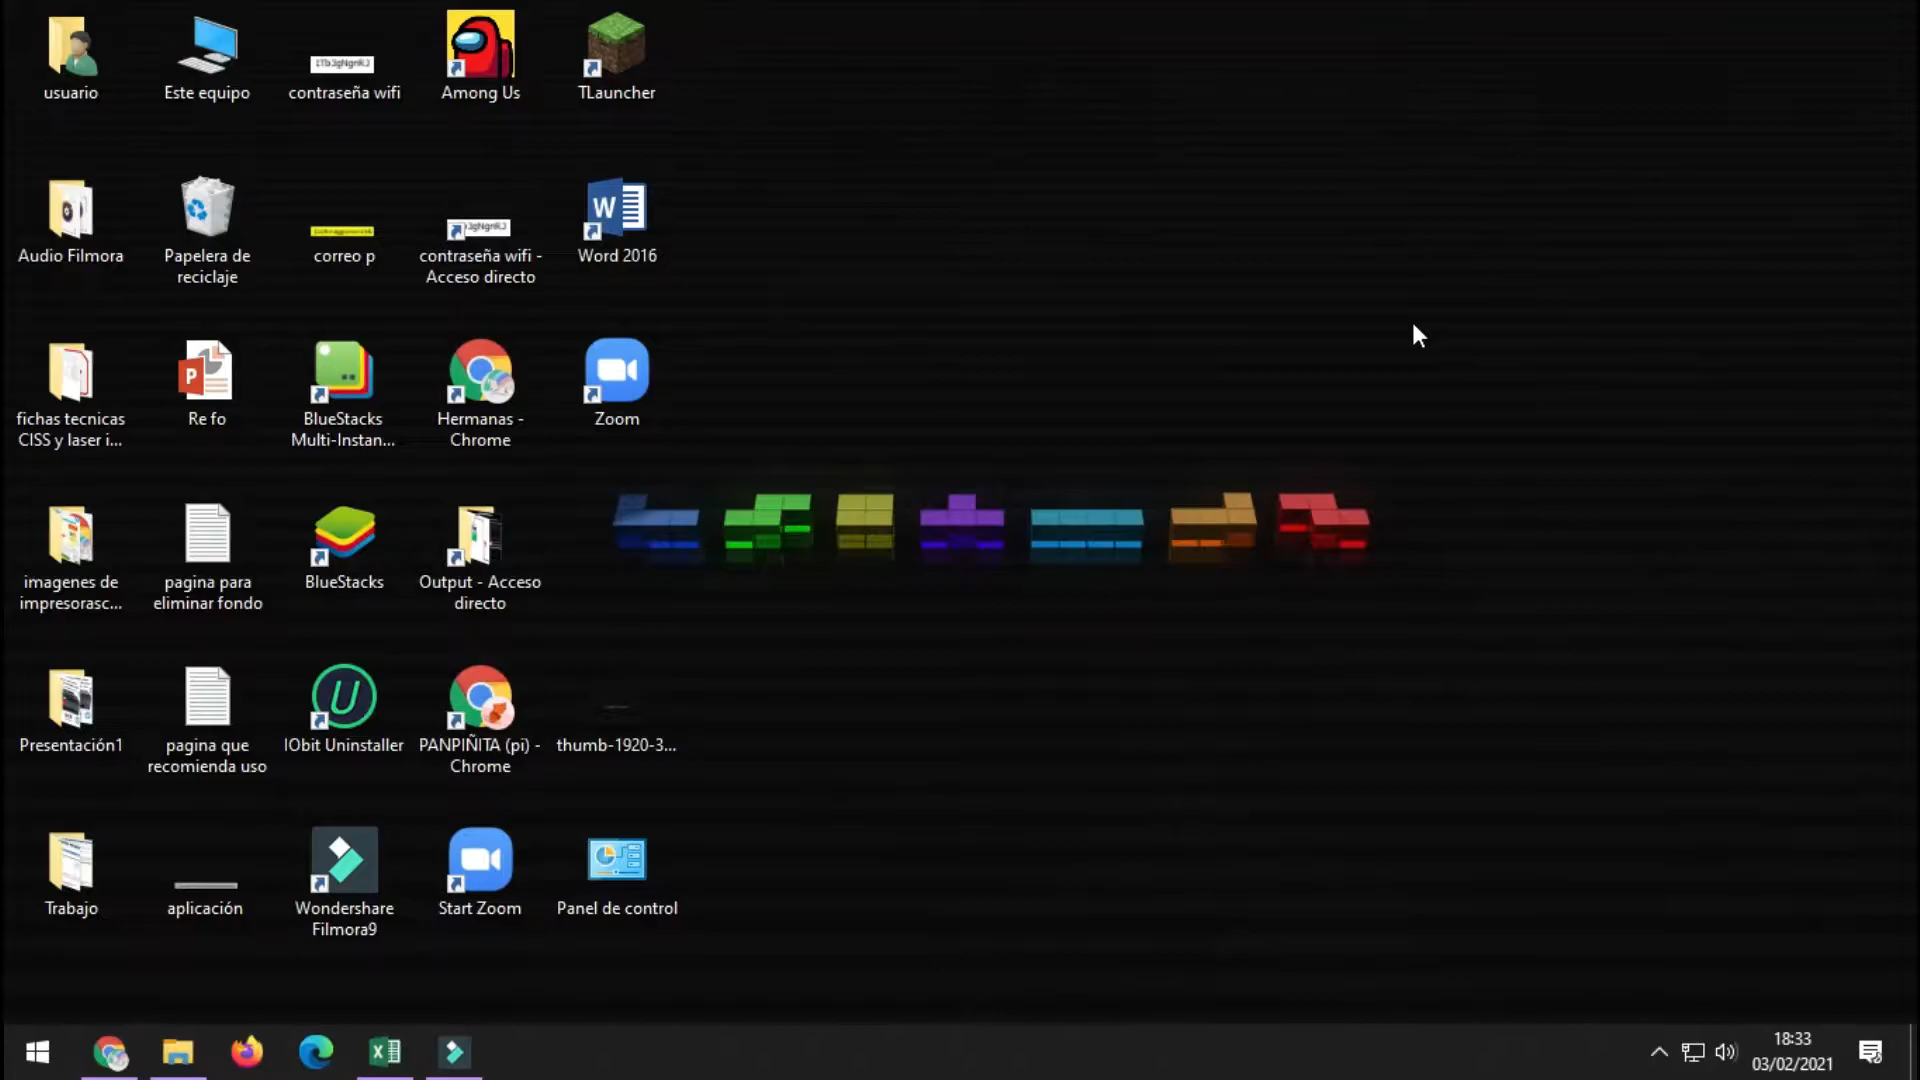 usuario
Este equipo
contraseña wifi
Among Us
TLauncher
Audio Filmora
Papelera de
reciclaje
correo p
contraseña wifi -
Acceso directo
Word 2016
fichas tecnicas
CISS y laser i...
Re fo
BlueStacks
Multi-Instan...
Hermanas -
Chrome
Zoom
imagenes de
impresorasc...
pagina para
eliminar fondo
BlueStacks
Output - Acceso
directo
Presentación1
pagina que
recomienda uso
IObit Uninstaller
PANPIÑITA (pi) -
Chrome
thumb-1920-3...
Trabajo
aplicación
Wondershare
Filmora9
Start Zoom
Panel de control
18:33
03/02/2021